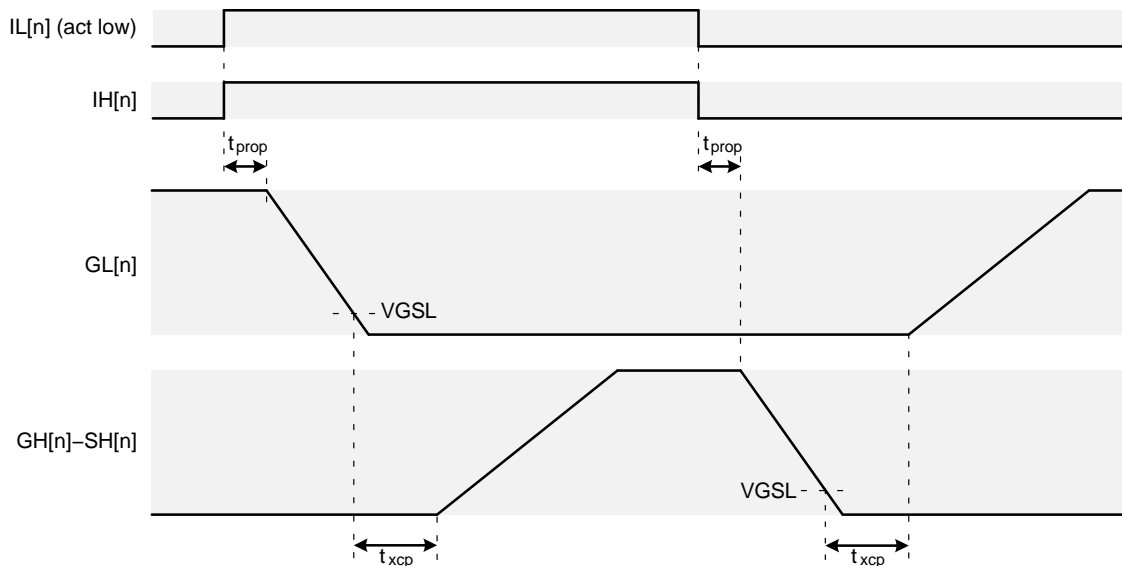 IL[n] (act low)
IH[n]
tprop
tprop
GL[n]
VGSL
GH[n]–SH[n]
VGSL
txcp
txcp